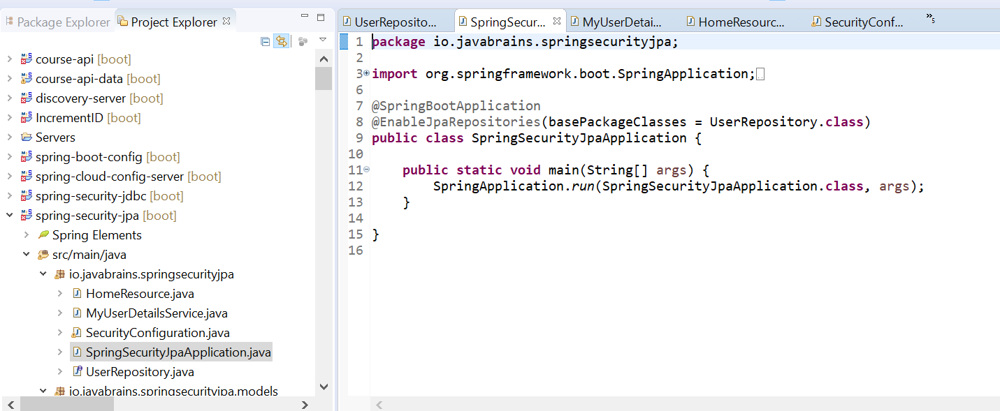 Package Explorer
Project Explorer
course-api [boot]
course-api-data [boot]
discovery-server [boot]
IncrementID [boot]
Servers
spring-boot-config [boot]
spring-cloud-config-server [boot]
spring-security-jdbc [boot]
spring-security-jpa [boot]
Spring Elements
src/main/java
io.javabrains.springsecurityjpa
HomeResource.java
MyUserDetailsService.java
SecurityConfiguration.java
SpringSecurityJpaApplication.java
UserRepository.java
io.javabrains.springsecurityjpa.models
UserReposito... SpringSecur... MyUserDetai... HomeResourc... SecurityConf... »5
1 package io.javabrains.springsecurityjpa;
2
3 import org.springframework.boot.SpringApplication;
6
7 @SpringBootApplication
8 @EnableJpaRepositories(basePackageClasses = UserRepository.class)
9 public class SpringSecurityJpaApplication {
10
11 public static void main(String[] args) {
12 SpringApplication.run(SpringSecurityJpaApplication.class, args);
13 }
14
15 }
16